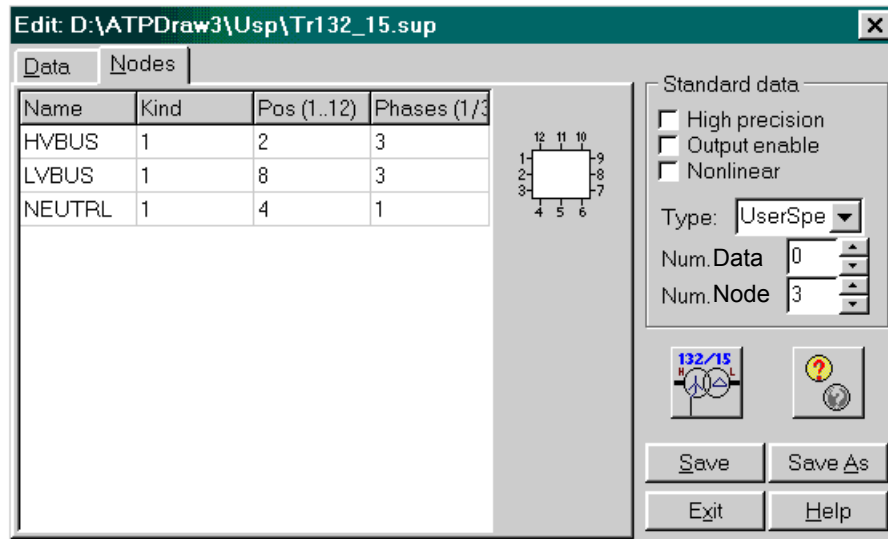 Edit: D:\ATPDraw3\Usp\Tr132_15.sup
Data Nodes
Name Kind Pos (1..12) Phases (1/3
HVBUS 1 2 3
LVBUS 1 8 3
NEUTRL 1 4 1
12 11 10
1 9
2 8
3 7
4 5 6
Standard data
High precision
Output enable
Nonlinear
Type: UserSpe
Num.Data 0
Num.Node 3
132/15
H L
Save Save As
Exit Help